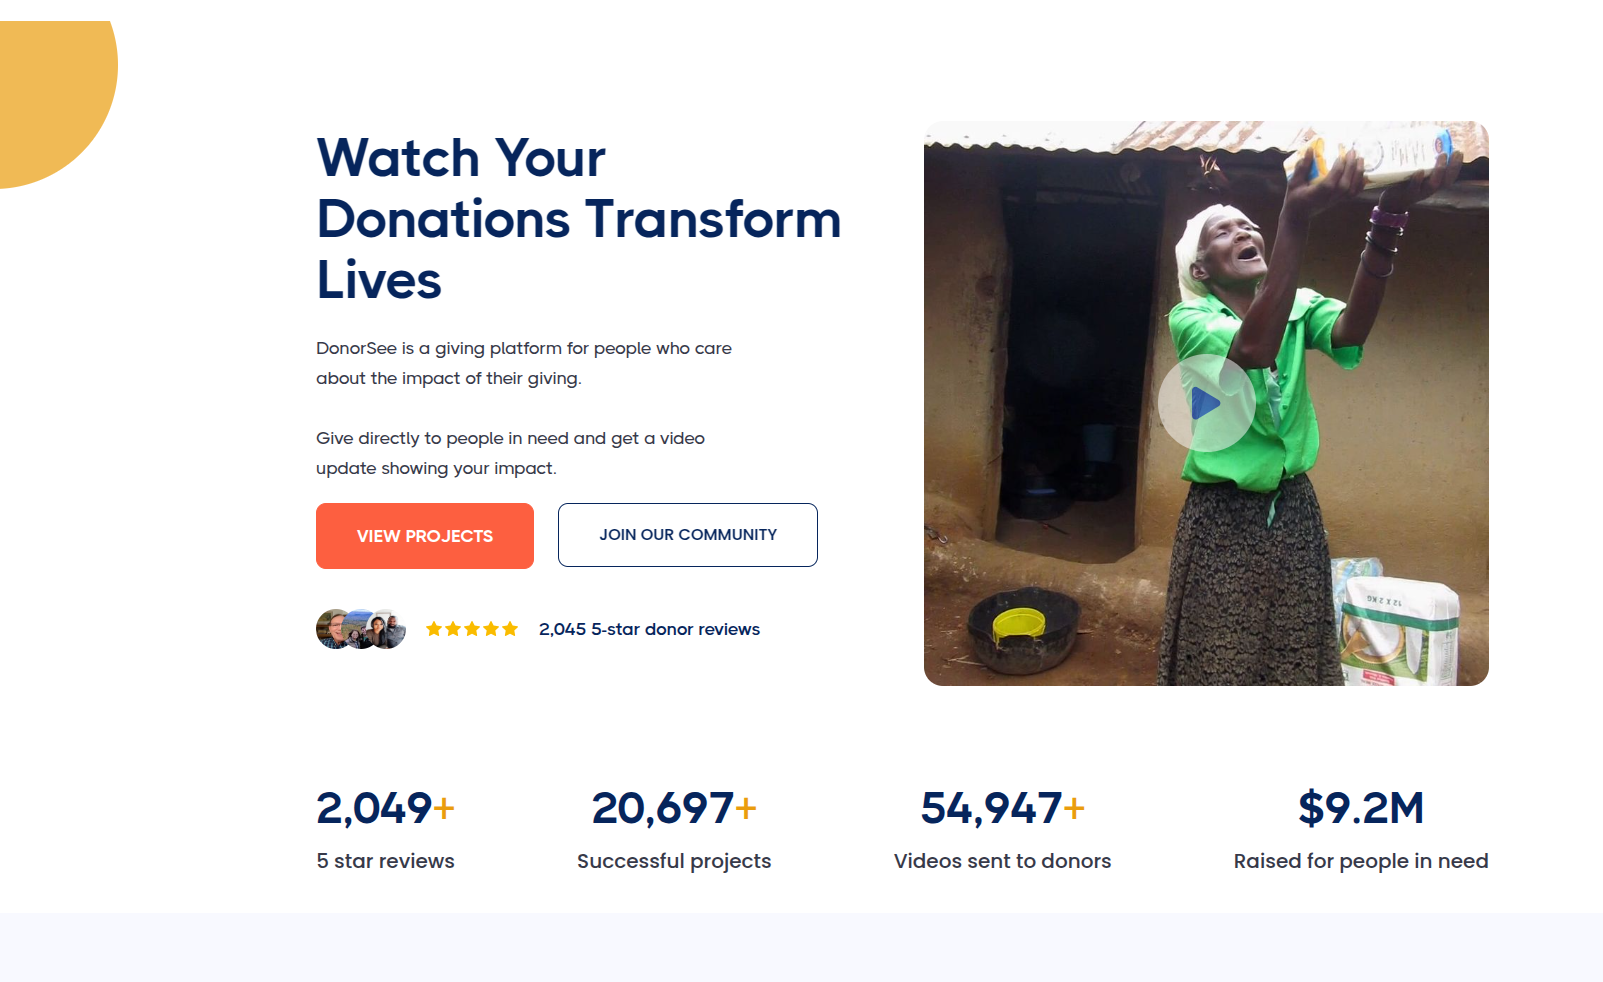 Watch Your
Donations Transform
Lives
DonorSee is a giving platform for people who care
about the impact of their giving.
Give directly to people in need and get a video
update showing your impact.
VIEW PROJECTS
JOIN OUR COMMUNITY
2,045 5-star donor reviews
12 X 2 KG
2,049+
5 star reviews
20,697+
Successful projects
54,947+
Videos sent to donors
$9.2M
Raised for people in need